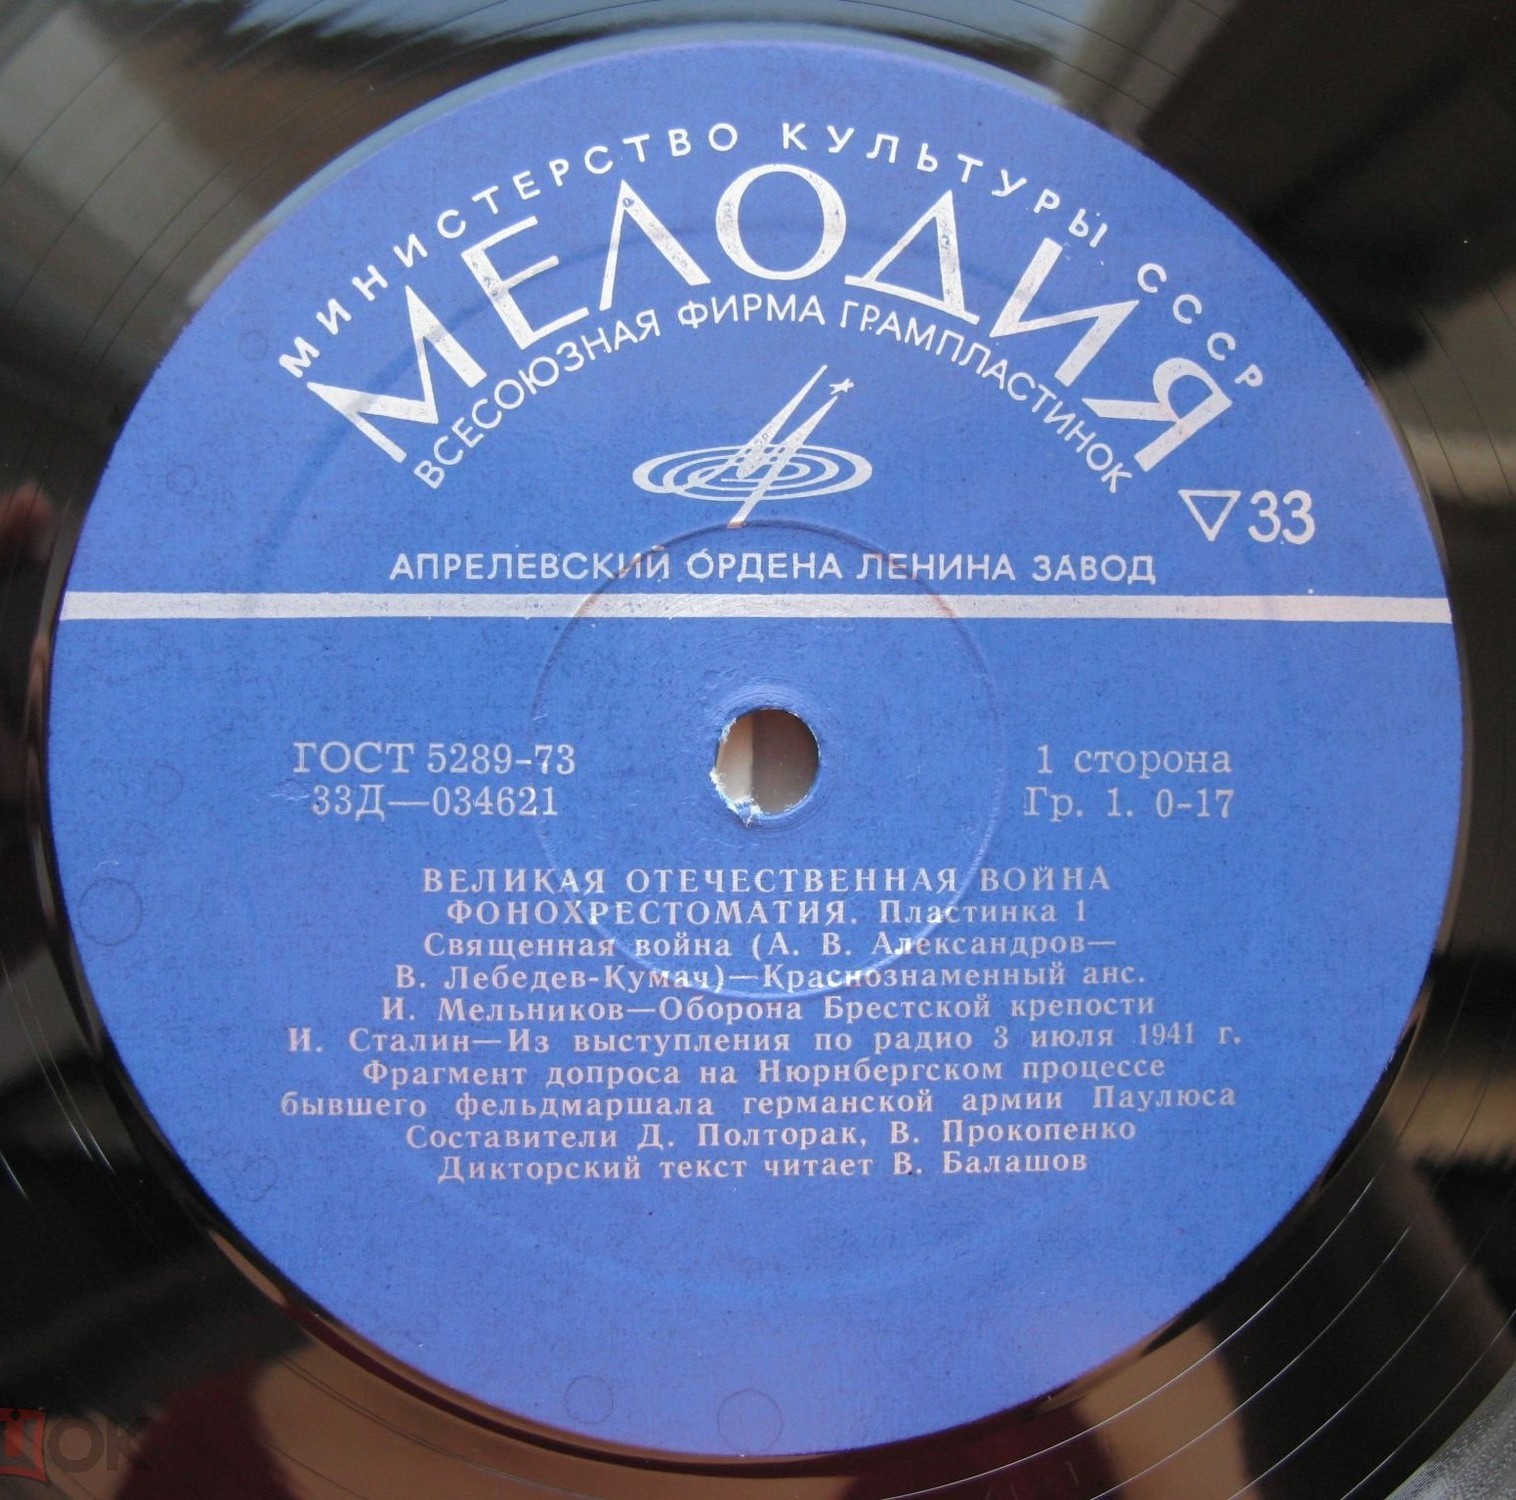 МИНИСТЕРСТВО КУЛЬТУРЫ СССР
МЕЛОДИЯ
ВСЕСОЮЗНАЯ ФИРМА ГРАМПЛАСТИНОК
33
АПРЕЛЕВСКИЙ ОРДЕНА ЛЕНИНА ЗАВОД
ГОСТ 5289-73
1 сторона
33Д—034621
Гр. 1. 0-17
ВЕЛИКАЯ ОТЕЧЕСТВЕННАЯ ВОЙНА
ФОНОХРЕСТОМАТИЯ. Пластинка 1
Священная война (А. В. Александров—
В. Лебедев-Кумач)—Краснознаменный анс.
И. Мельников—Оборона Брестской крепости
И. Сталин—Из выступления по радио 3 июля 1941 г.
Фрагмент допроса на Нюрнбергском процессе
бывшего фельдмаршала германской армии Паулюса
Составители Д. Полторак, В. Прокопенко
Дикторский текст читает В. Балашов